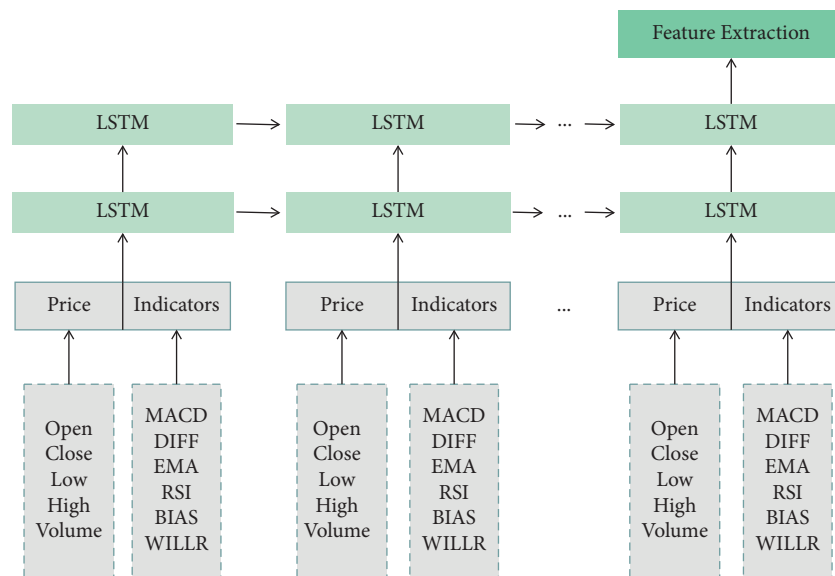 Feature Extraction
LSTM
LSTM
...
LSTM
LSTM
LSTM
...
LSTM
Price
Indicators
Price
Indicators
...
Price
Indicators
Open
Close
Low
High
Volume
MACD
DIFF
EMA
RSI
BIAS
WILLR
Open
Close
Low
High
Volume
MACD
DIFF
EMA
RSI
BIAS
WILLR
Open
Close
Low
High
Volume
MACD
DIFF
EMA
RSI
BIAS
WILLR